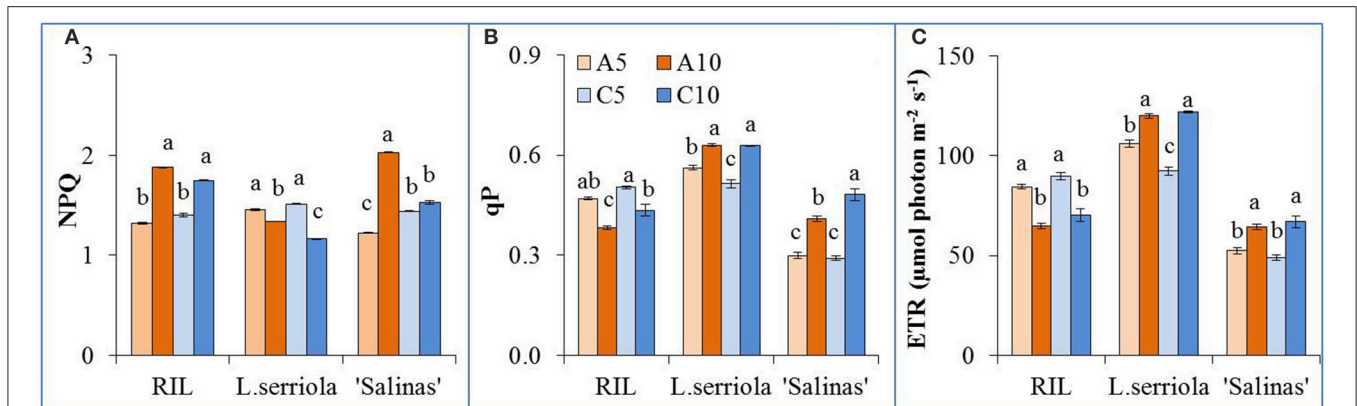 A
NPQ
3
2
1
0
b a b a
a b a c
c a b b
RIL L.serriola 'Salinas'
B
qP
0.9
0.6
0.3
0.0
A5 A10
C5 C10
ab c a b
b a c a
c b c a
RIL L.serriola 'Salinas'
C
ETR (µmol photon m-2 s-1)
150
100
50
0
a b a b
b a c a
b a b a
RIL L.serriola 'Salinas'